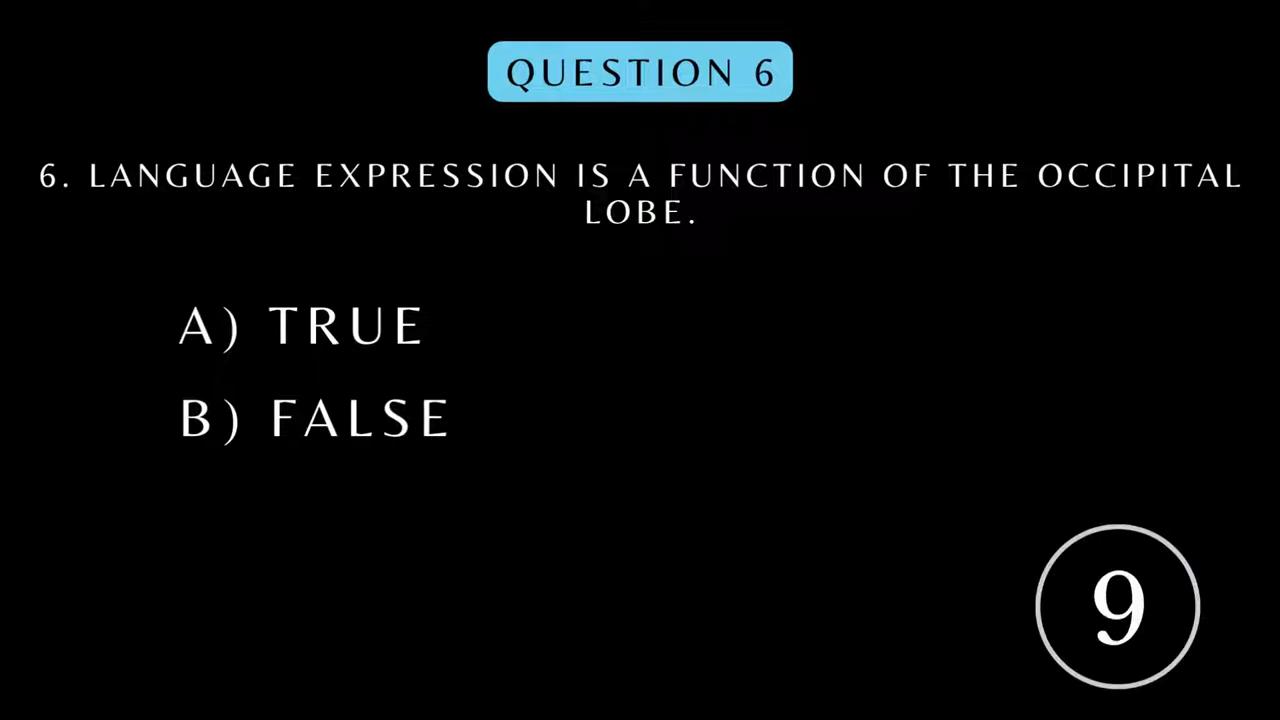 QUESTION 6
6. LANGUAGE EXPRESSION IS A FUNCTION OF THE OCCIPITAL
LOBE.
A) TRUE
B) FALSE
9